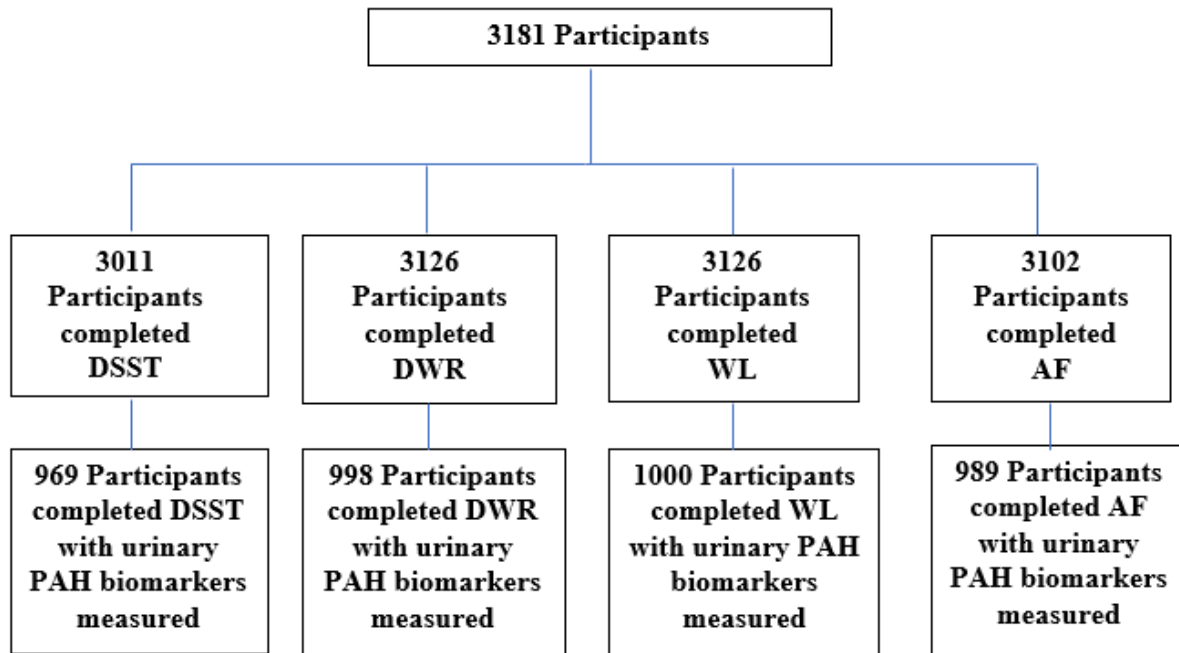 3181 Participants
3011
Participants
completed
DSST
3126
Participants
completed
DWR
3126
Participants
completed
WL
3102
Participants
completed
AF
969 Participants
completed DSST
with urinary
PAH biomarkers
measured
998 Participants
completed DWR
with urinary
PAH biomarkers
measured
1000 Participants
completed WL
with urinary PAH
biomarkers
measured
989 Participants
completed AF
with urinary
PAH biomarkers
measured